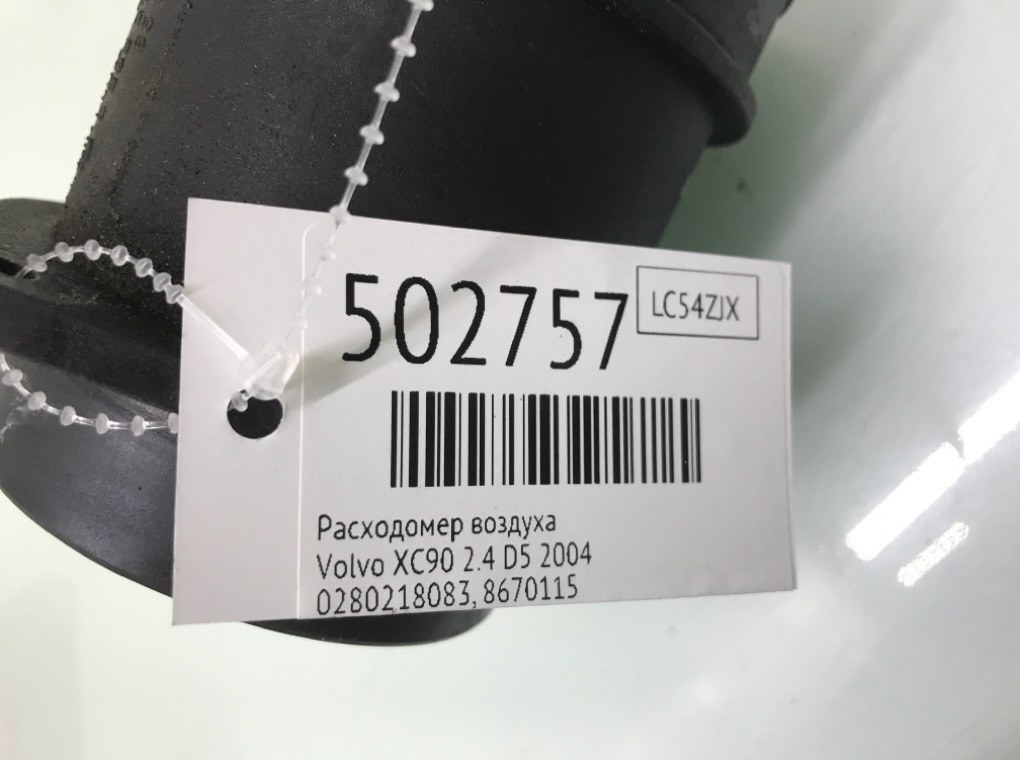 502757
LC54ZJX
Расходомер воздуха
Volvo XC90 2.4 D5 2004
0280218083, 8670115